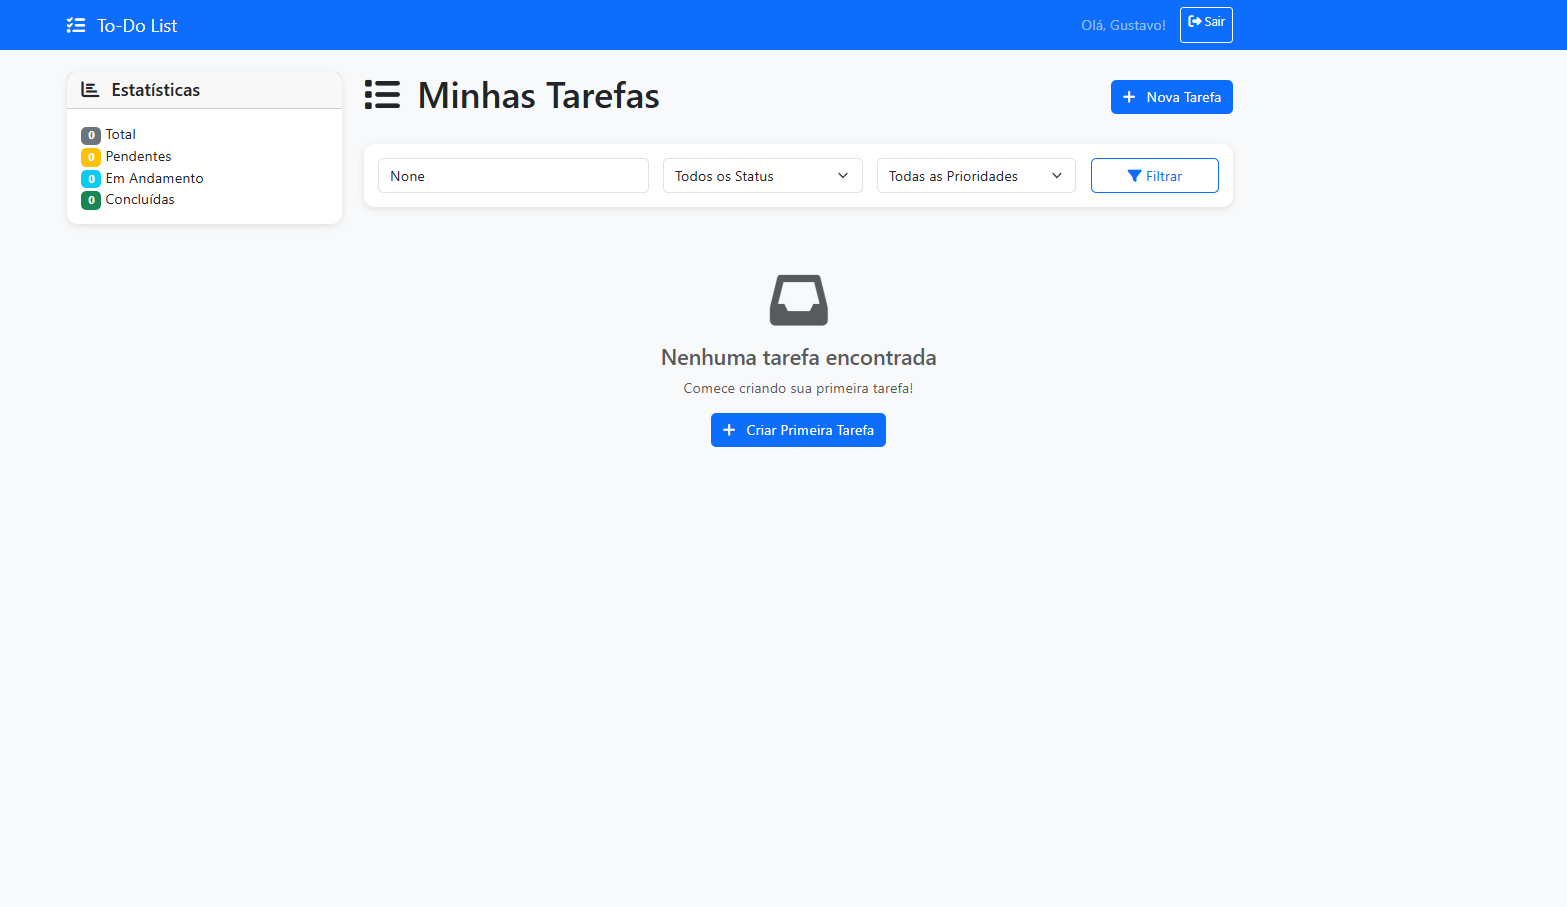 To-Do List
Olá, Gustavo!
Sair
Estatísticas
0 Total
0 Pendentes
0 Em Andamento
0 Concluídas
Minhas Tarefas
Nova Tarefa
None
Todos os Status
Todas as Prioridades
Filtrar
Nenhuma tarefa encontrada
Comece criando sua primeira tarefa!
Criar Primeira Tarefa